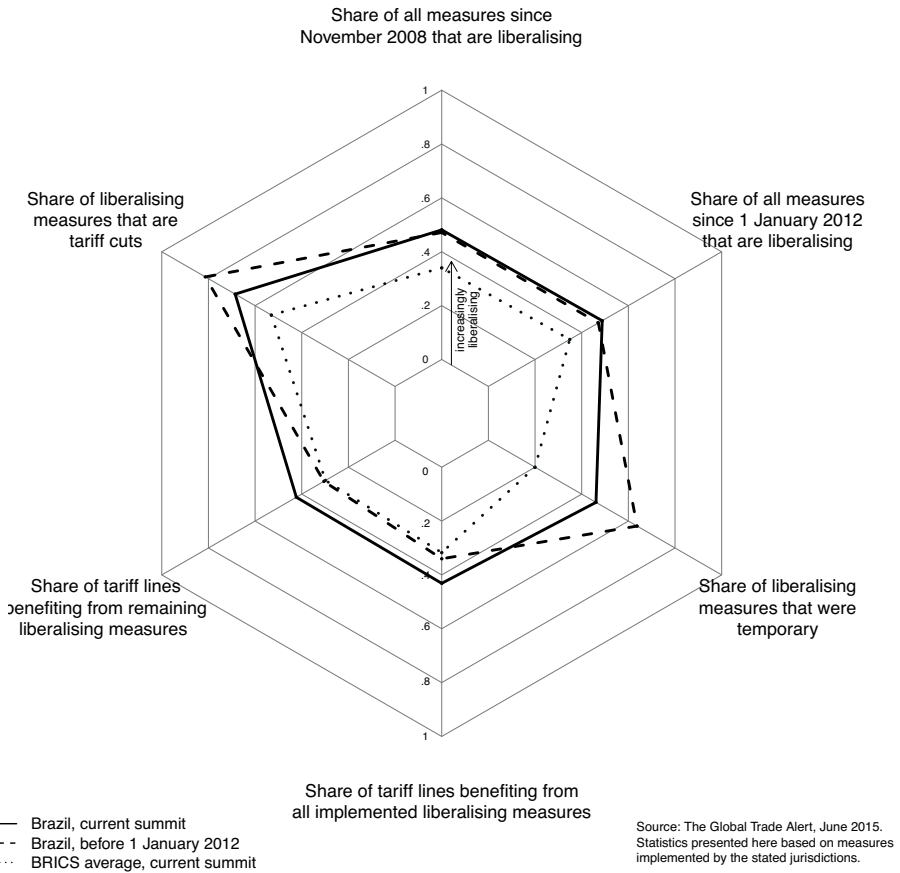 Share of all measures since
November 2008 that are liberalising
1
.8
Share of liberalising
measures that are
tariff cuts
Share of all measures
since 1 January 2012
that are liberalising
.6
.4
.2
increasingly
liberalising
0
0
.2
.4
Share of tariff lines
benefiting from remaining
liberalising measures
Share of liberalising
measures that were
temporary
.6
.8
1
Share of tariff lines benefiting from
all implemented liberalising measures
Brazil, current summit
Brazil, before 1 January 2012
BRICS average, current summit
Source: The Global Trade Alert, June 2015.
Statistics presented here based on measures
implemented by the stated jurisdictions.